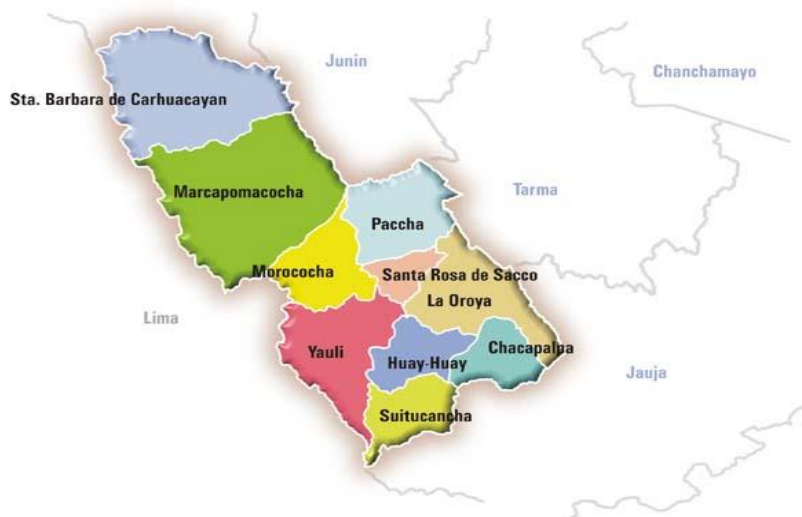 Junin
Chanchamayo
Sta. Barbara de Carhuacayan
Marcapomacocha
Tarma
Paccha
Morococha
Santa Rosa de Sacco
La Oroya
Lima
Yauli
Huay-Huay
Chacapalpa
Jauja
Suitucancha